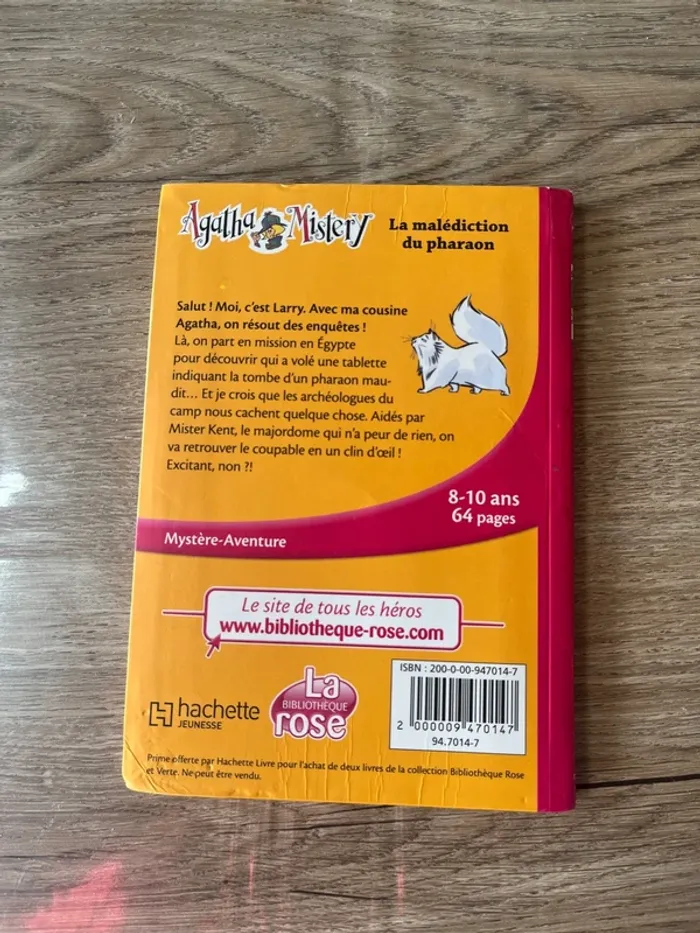 Agatha Mistery
La malédiction
du pharaon
Salut ! Moi, c'est Larry. Avec ma cousine
Agatha, on résout des enquêtes !
Là, on part en mission en Égypte
pour découvrir qui a volé une tablette
indiquant la tombe d'un pharaon mau-
dit... Et je crois que les archéologues du
camp nous cachent quelque chose. Aidés par
Mister Kent, le majordome qui n'a peur de rien, on
va retrouver le coupable en un clin d'œil !
Excitant, non ?!
8-10 ans
64 pages
Mystère-Aventure
Le site de tous les héros
www.bibliotheque-rose.com
hachette
JEUNESSE
La
BIBLIOTHÈQUE
rose
ISBN : 200-0-00-947014-7
2 000009 470147
94.7014-7
Prime offerte par Hachette Livre pour l'achat de deux livres de la collection Bibliothèque Rose
et Verte. Ne peut être vendu.